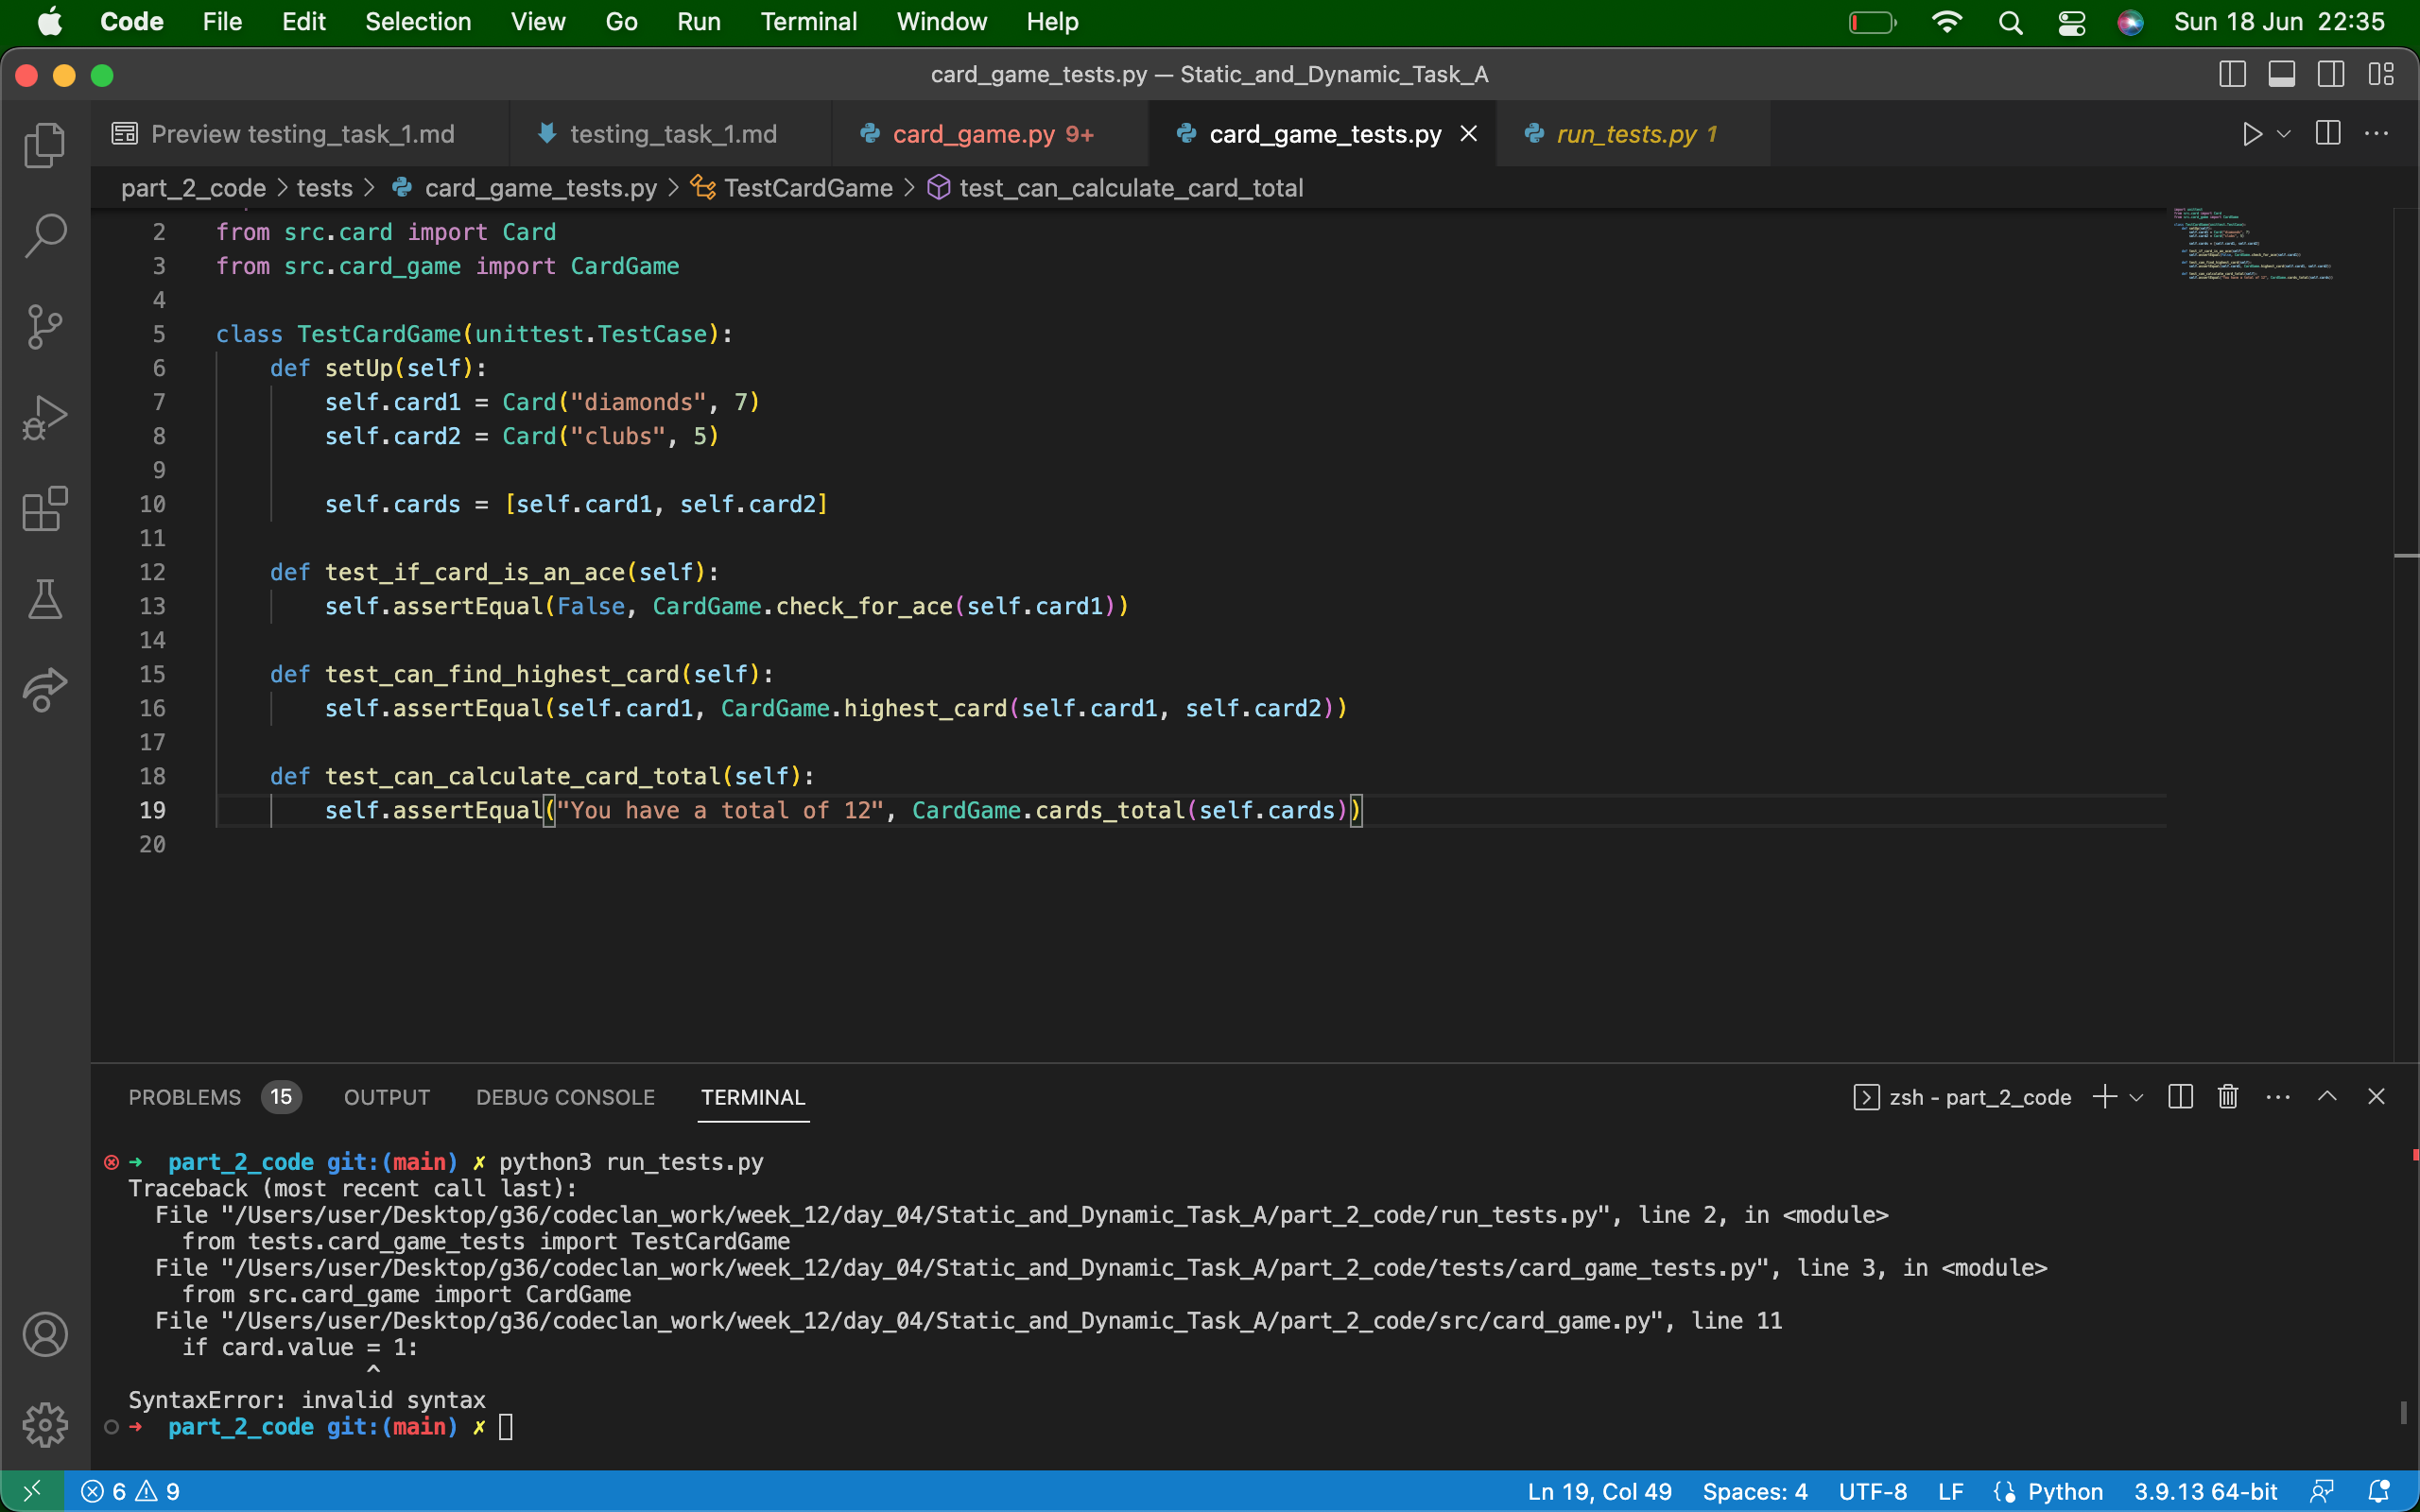 Code File Edit Selection View Go Run Terminal Window Help Sun 18 Jun 22:35
card_game_tests.py — Static_and_Dynamic_Task_A
Preview testing_task_1.md testing_task_1.md card_game.py 9+ card_game_tests.py run_tests.py 1
part_2_code > tests > card_game_tests.py > TestCardGame > test_can_calculate_card_total
2 from src.card import Card
3 from src.card_game import CardGame
4
5 class TestCardGame(unittest.TestCase):
6 def setUp(self):
7 self.card1 = Card("diamonds", 7)
8 self.card2 = Card("clubs", 5)
9
10 self.cards = [self.card1, self.card2]
11
12 def test_if_card_is_an_ace(self):
13 self.assertEqual(False, CardGame.check_for_ace(self.card1))
14
15 def test_can_find_highest_card(self):
16 self.assertEqual(self.card1, CardGame.highest_card(self.card1, self.card2))
17
18 def test_can_calculate_card_total(self):
19 self.assertEqual("You have a total of 12", CardGame.cards_total(self.cards))
20
PROBLEMS 15 OUTPUT DEBUG CONSOLE TERMINAL zsh - part_2_code
➜ part_2_code git:(main) ✗ python3 run_tests.py
Traceback (most recent call last):
File "/Users/user/Desktop/g36/codeclan_work/week_12/day_04/Static_and_Dynamic_Task_A/part_2_code/run_tests.py", line 2, in <module>
from tests.card_game_tests import TestCardGame
File "/Users/user/Desktop/g36/codeclan_work/week_12/day_04/Static_and_Dynamic_Task_A/part_2_code/tests/card_game_tests.py", line 3, in <module>
from src.card_game import CardGame
File "/Users/user/Desktop/g36/codeclan_work/week_12/day_04/Static_and_Dynamic_Task_A/part_2_code/src/card_game.py", line 11
if card.value = 1:
^
SyntaxError: invalid syntax
➜ part_2_code git:(main) ✗
6 9 Ln 19, Col 49 Spaces: 4 UTF-8 LF Python 3.9.13 64-bit